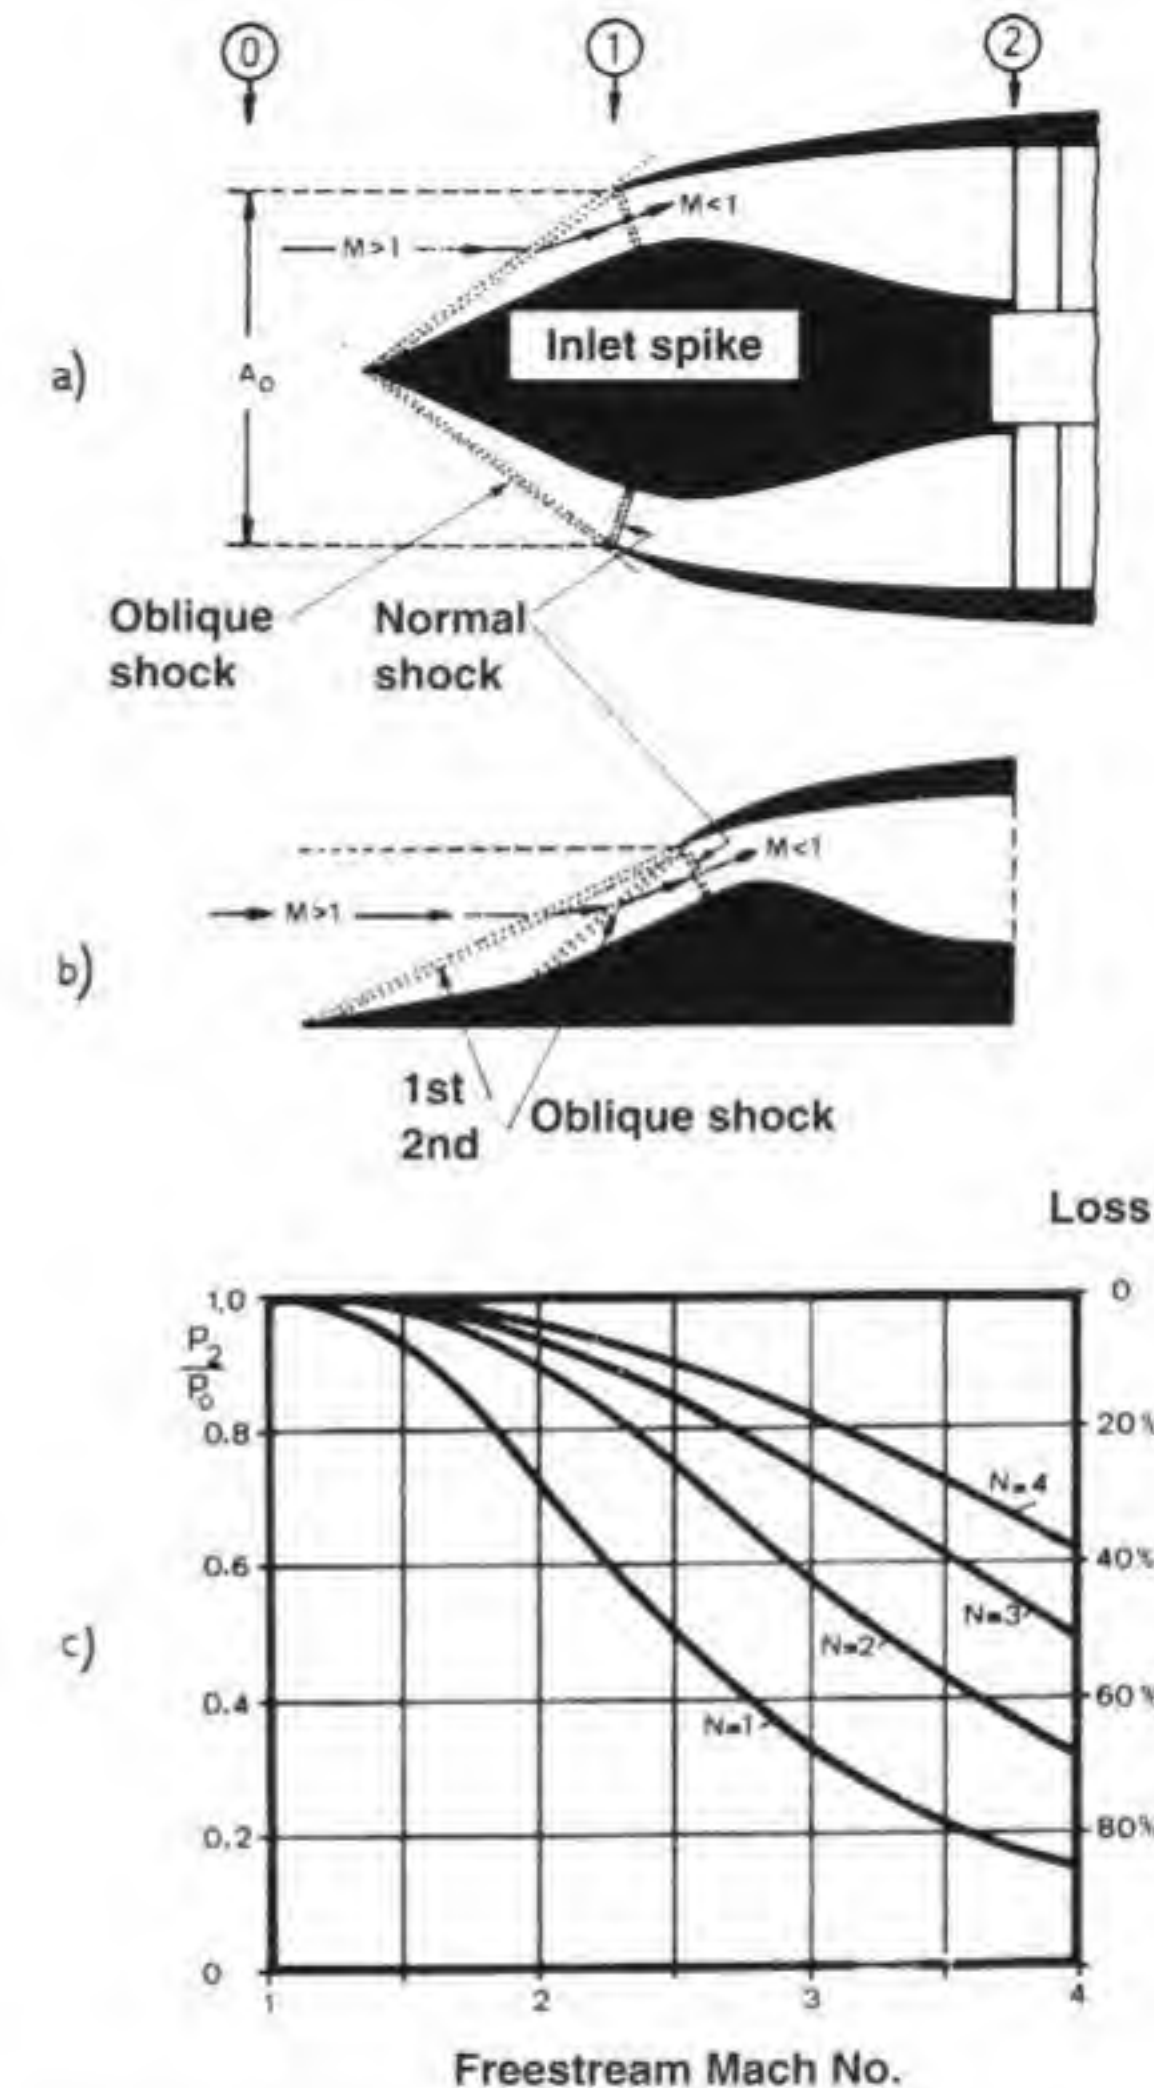 0 1 2
M<1
M>1
Inlet spike
a)
A₀
Oblique shock
Normal shock
M<1
M>1
b)
1st
2nd
Oblique shock
Loss
1,0 0
P₂
P₀
0.8 20%
N=4
0.6 40%
N=3
N=2
c)
0.4 60%
N=1
0,2 80%
0
1 2 3 4
Freestream Mach No.